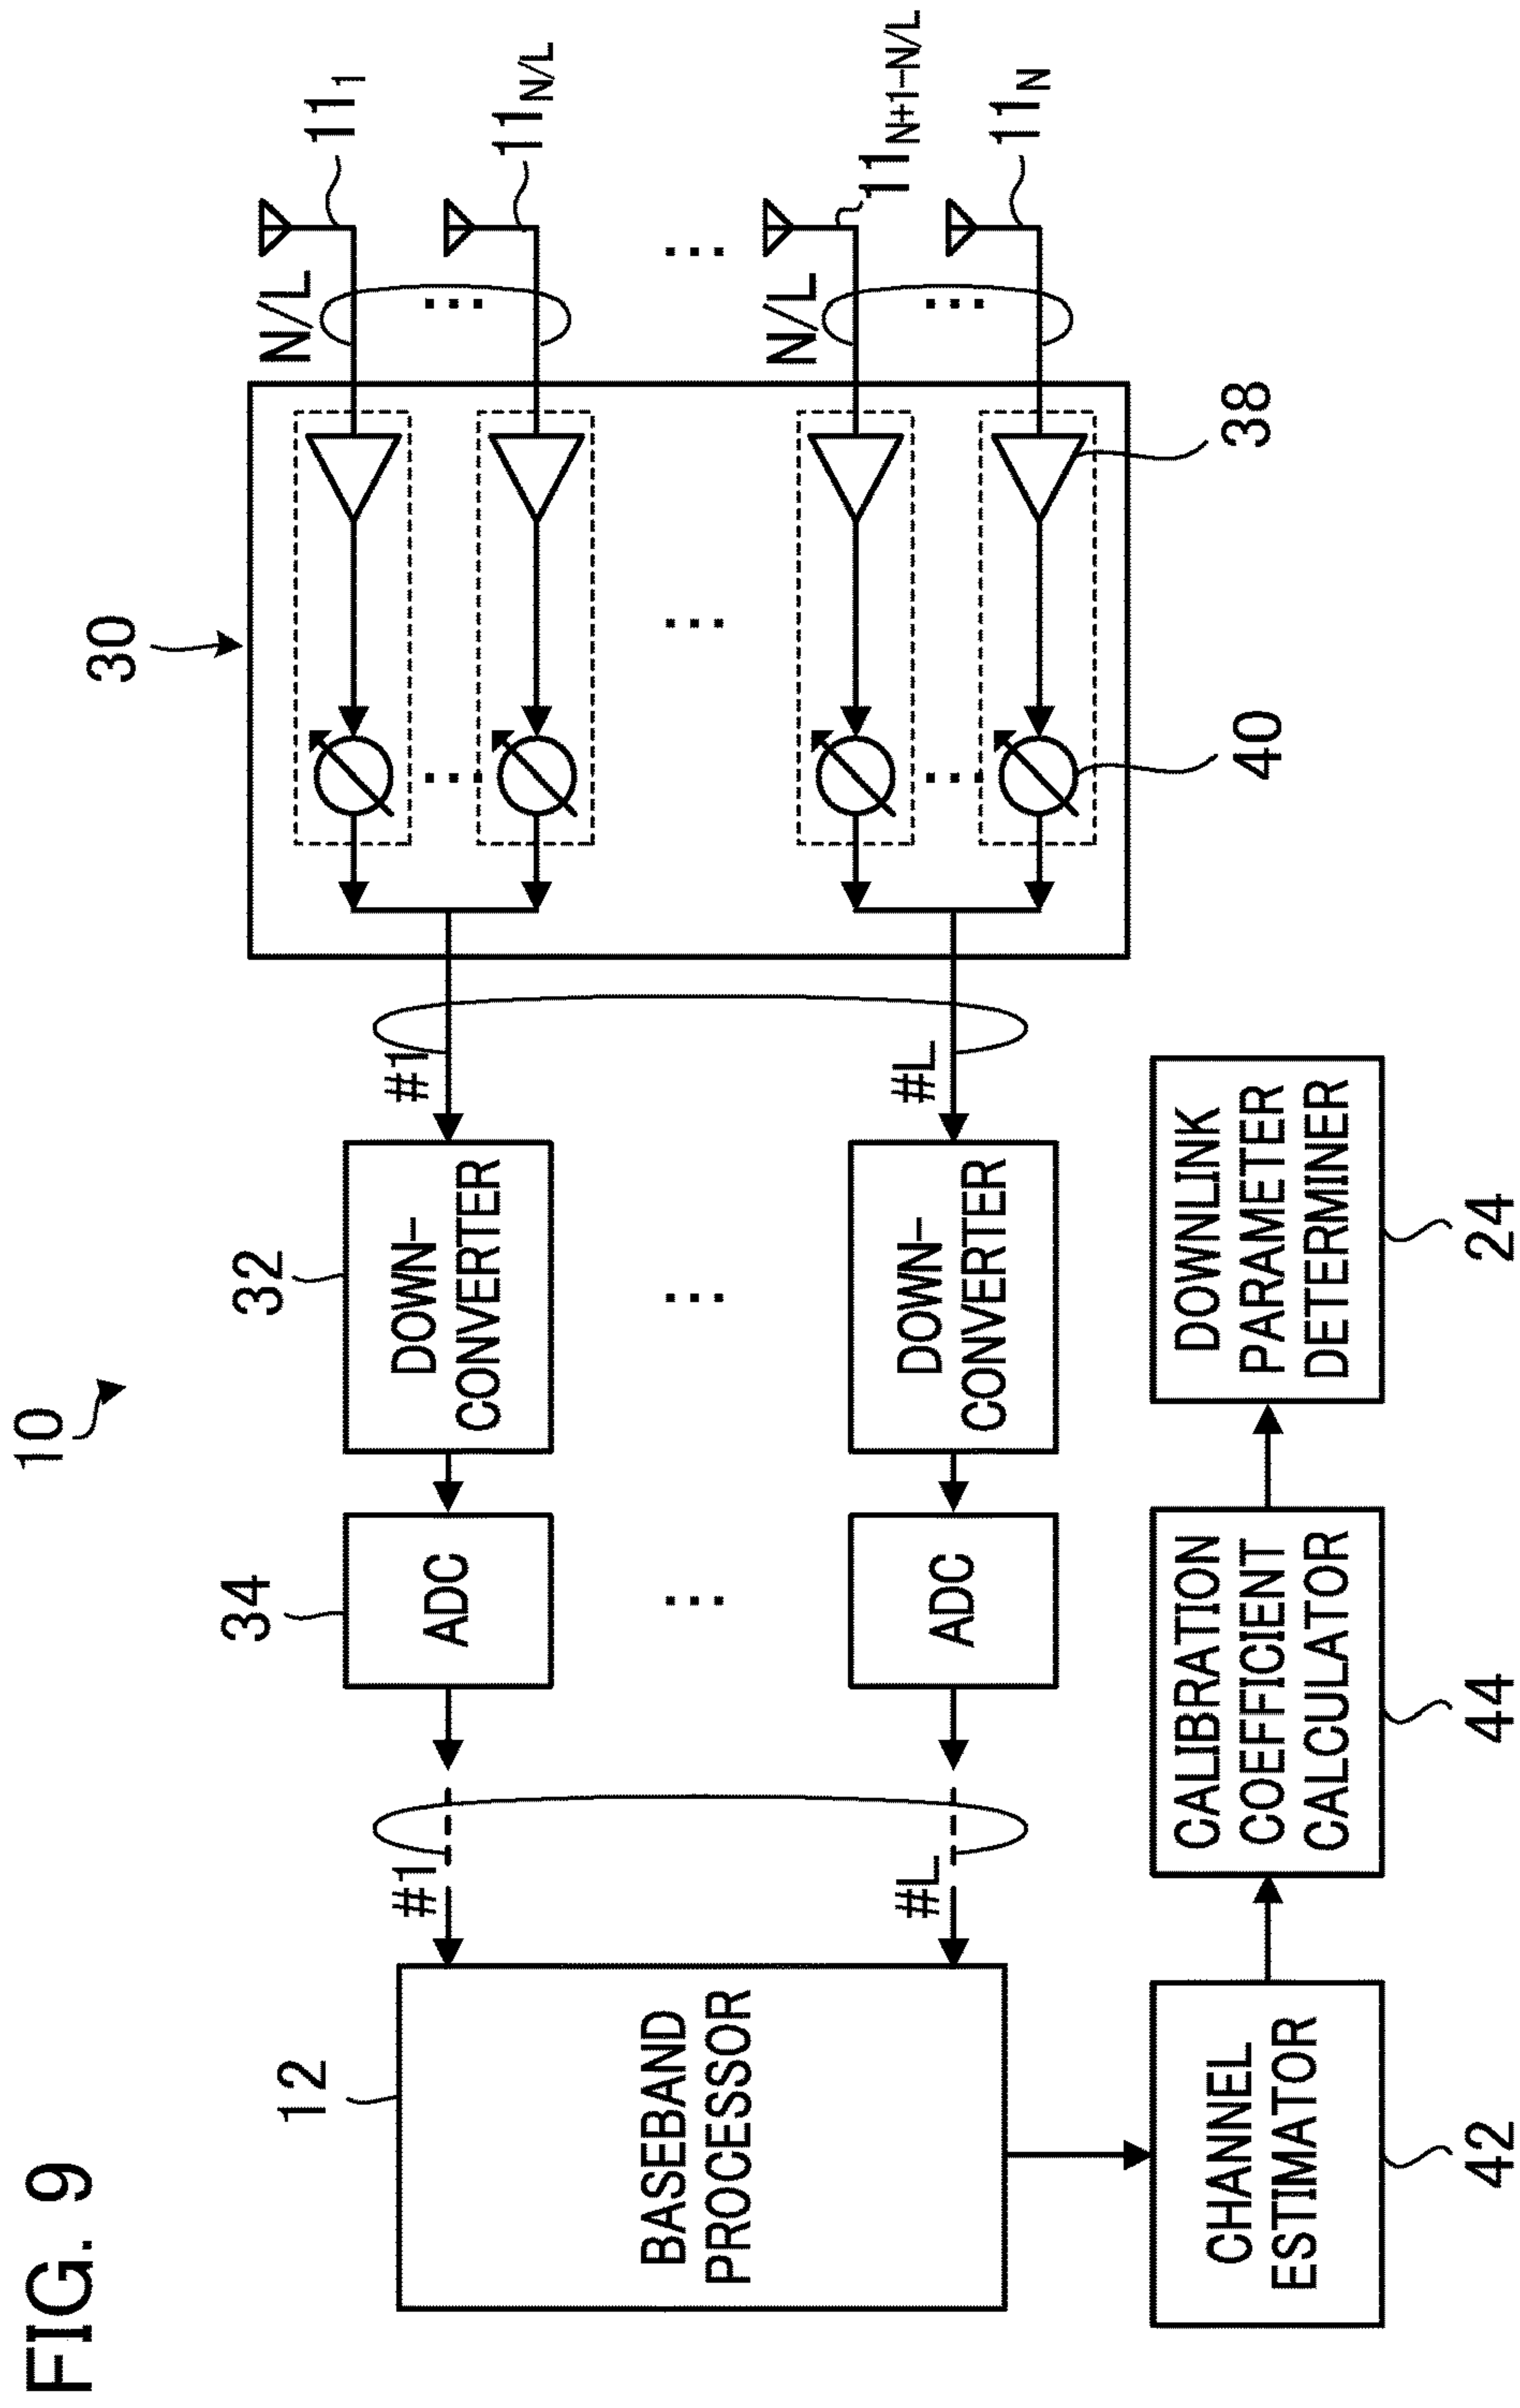 FIG. 9
10
12
BASEBAND
PROCESSOR
#1
#L
34
ADC
ADC
32
DOWN-
CONVERTER
DOWN-
CONVERTER
#1
#L
30
40
38
N/L
N/L
11₁
11N/L
11N+1-N/L
11N
CHANNEL
ESTIMATOR
42
CALIBRATION
COEFFICIENT
CALCULATOR
44
DOWNLINK
PARAMETER
DETERMINER
24